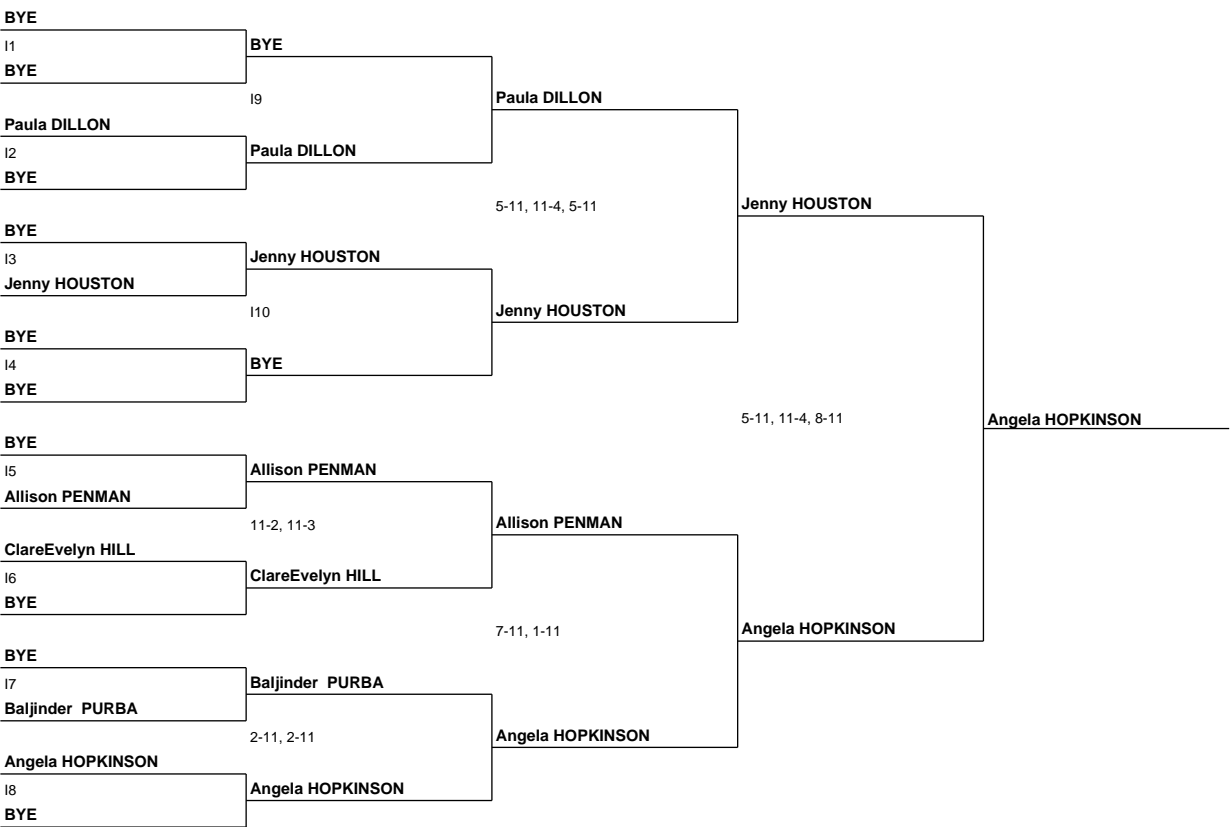 BYE
I1
BYE
BYE
I9
Paula DILLON
Paula DILLON
I2
Paula DILLON
BYE
5-11, 11-4, 5-11
Jenny HOUSTON
BYE
I3
Jenny HOUSTON
Jenny HOUSTON
I10
Jenny HOUSTON
BYE
I4
BYE
BYE
5-11, 11-4, 8-11
Angela HOPKINSON
BYE
I5
Allison PENMAN
Allison PENMAN
11-2, 11-3
Allison PENMAN
ClareEvelyn HILL
I6
ClareEvelyn HILL
BYE
7-11, 1-11
Angela HOPKINSON
BYE
I7
Baljinder  PURBA
Baljinder  PURBA
2-11, 2-11
Angela HOPKINSON
Angela HOPKINSON
I8
Angela HOPKINSON
BYE